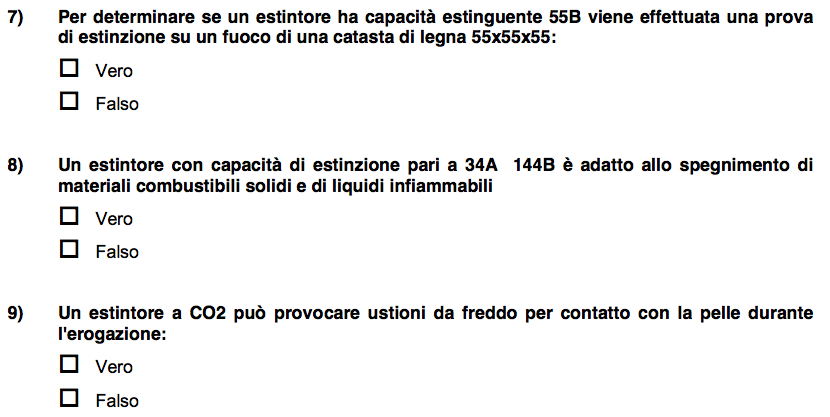 7) Per determinare se un estintore ha capacità estinguente 55B viene effettuata una prova
di estinzione su un fuoco di una catasta di legna 55x55x55:
Vero
Falso
8) Un estintore con capacità di estinzione pari a 34A 144B è adatto allo spegnimento di
materiali combustibili solidi e di liquidi infiammabili
Vero
Falso
9) Un estintore a CO2 può provocare ustioni da freddo per contatto con la pelle durante
l'erogazione:
Vero
Falso